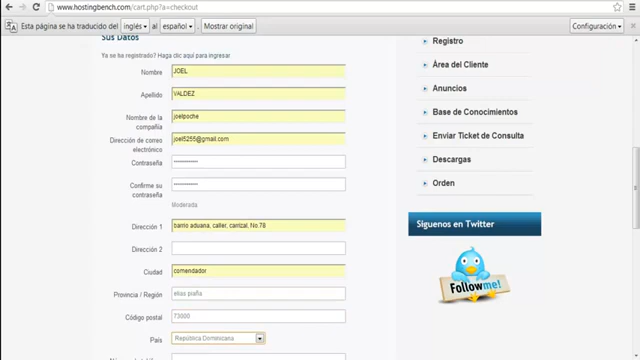 www.hostingbench.com/cart.php?a=checkout
Esta página se ha traducido del inglés al español Mostrar original Configuración
Sus Datos
Ya se ha registrado? Haga clic aquí para ingresar
Nombre JOEL
Apellido VALDEZ
Nombre de la compañía joelpoche
Dirección de correo electrónico joel5255@gmail.com
Contraseña
Confirme su contraseña
Moderada
Dirección 1 barrio aduana, caller, carrizal, No.78
Dirección 2
Ciudad comendador
Provincia / Región elias piaña
Código postal 73000
País República Dominicana
Registro
Área del Cliente
Anuncios
Base de Conocimientos
Enviar Ticket de Consulta
Descargas
Orden
Síguenos en Twitter
Follow me!